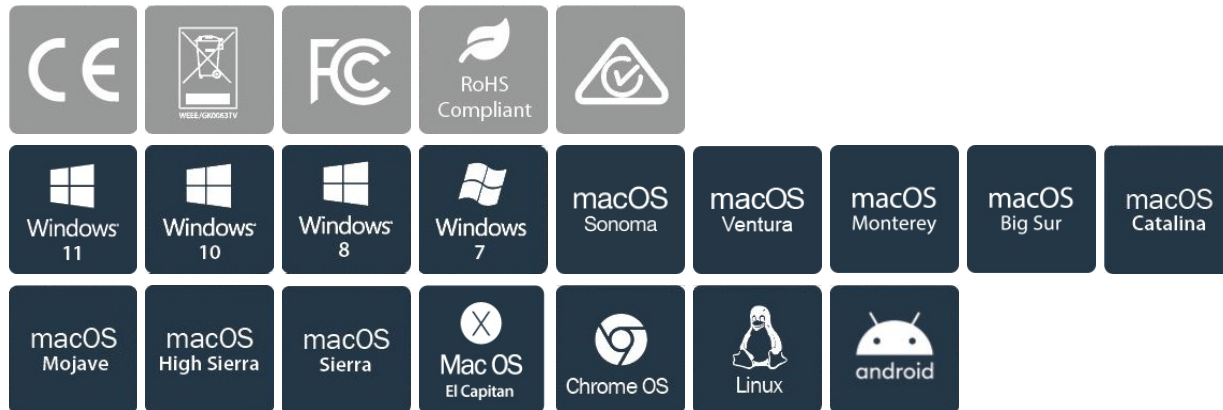 CE
WEEE/GK0063TV
FC
RoHS
Compliant
Windows
11
Windows
10
Windows
8
Windows
7
macOS
Sonoma
macOS
Ventura
macOS
Monterey
macOS
Big Sur
macOS
Catalina
macOS
Mojave
macOS
High Sierra
macOS
Sierra
X
Mac OS
El Capitan
Chrome OS
Linux
android